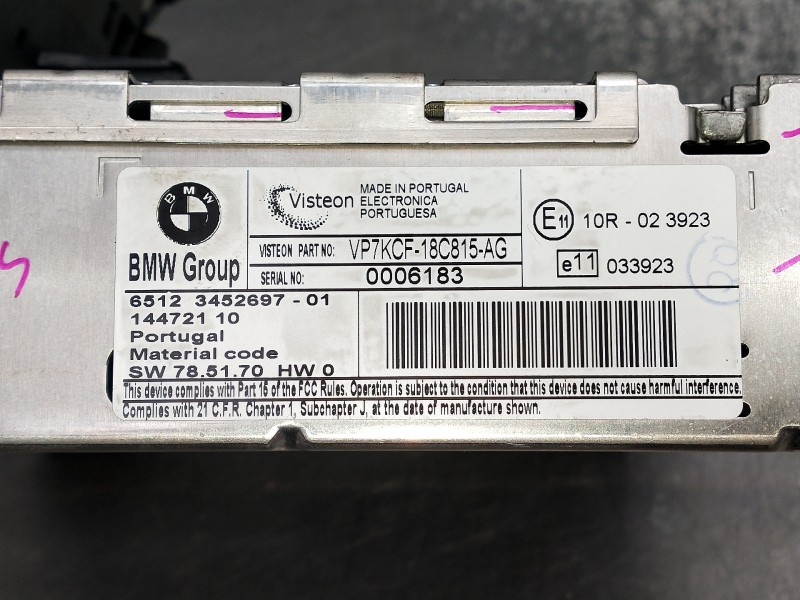 BMW
BMW Group
Visteon
MADE IN PORTUGAL
ELECTRONICA
PORTUGUESA
VISTEON PART NO: VP7KCF-18C815-AG
SERIAL NO: 0006183
E11 10R - 02 3923
e11 033923
6512 3452697 - 01
144721 10
Portugal
Material code
SW 78.51.70 HW 0
This device complies with Part 16 of the FCC Rules. Operation is subject to the condition that this device does not cause harmful interference.
Complies with 21 C.F.R. Chapter 1, Subchapter J, at the date of manufacture shown.